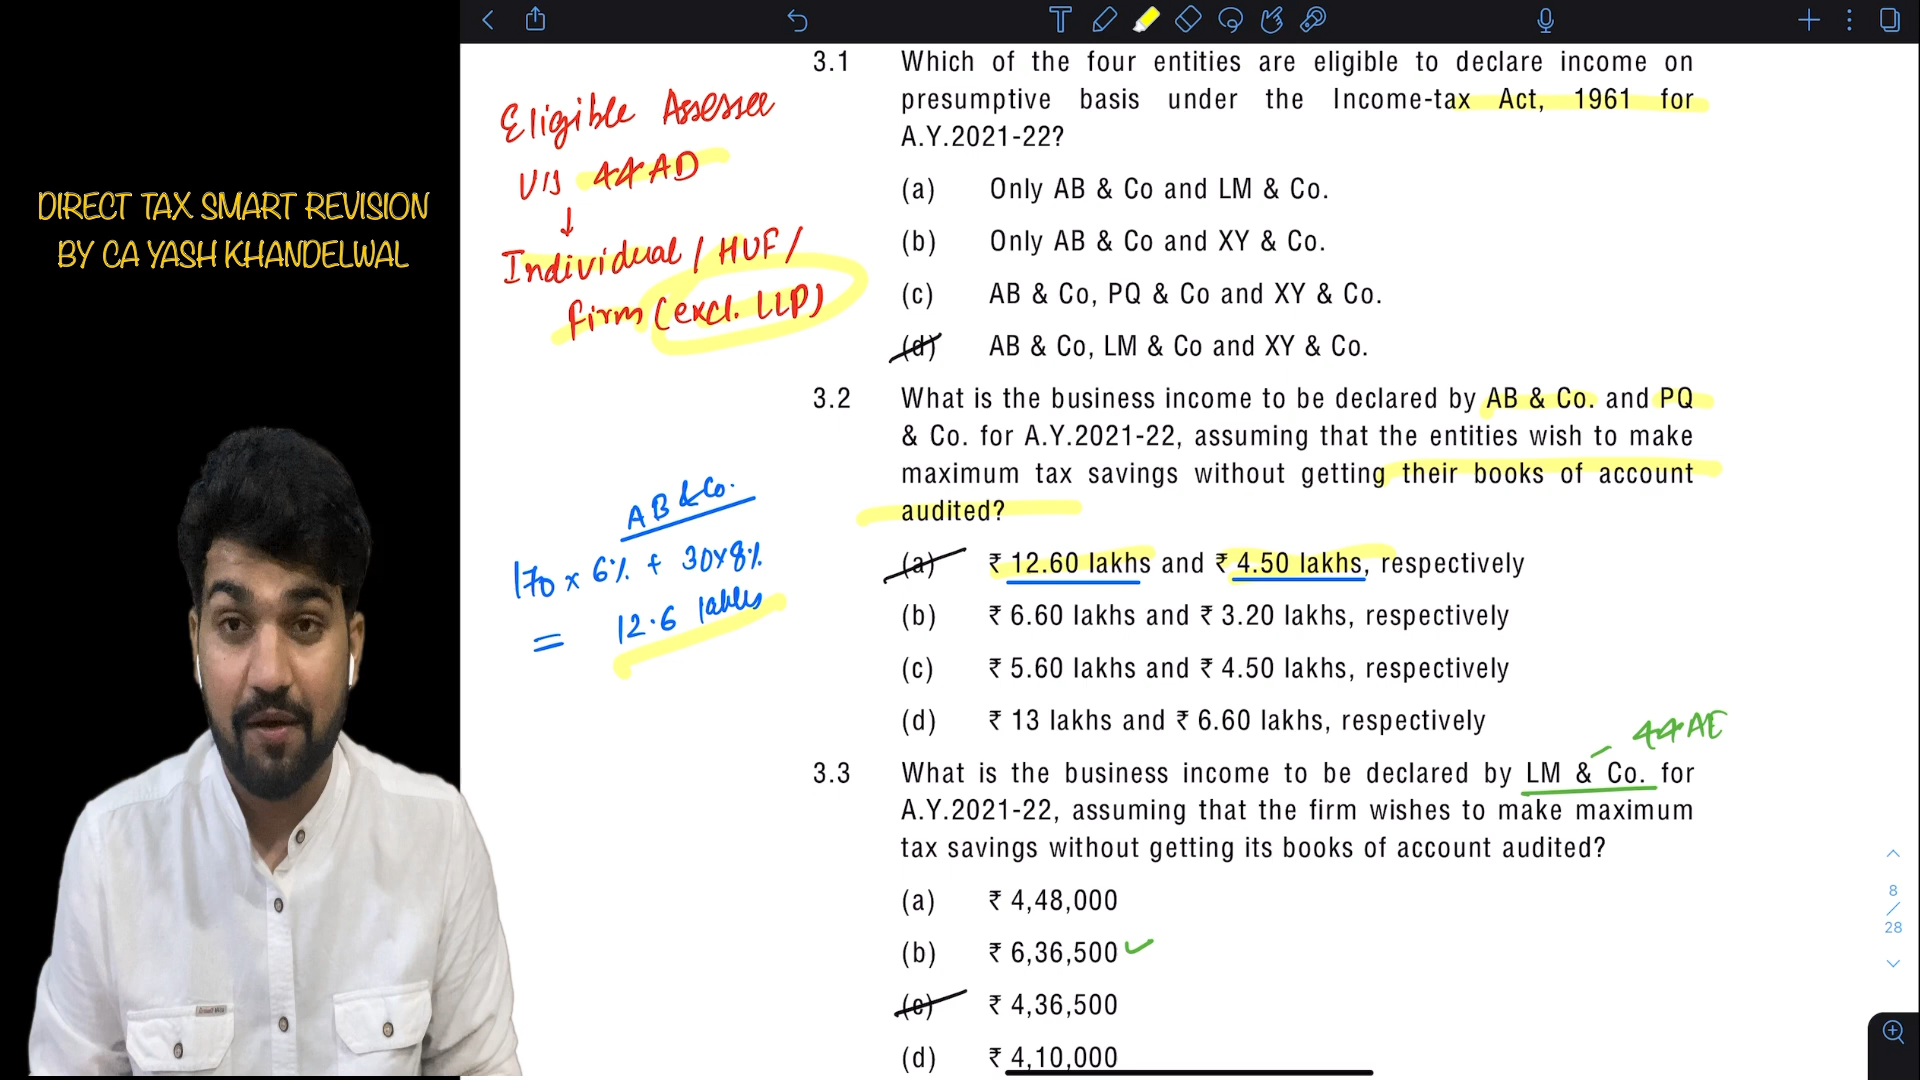 DIRECT TAX SMART REVISION
BY CA YASH KHANDELWAL
Eligible Assessee
U/s 44AD
↓
Individual / HUF /
firm (excl. LLP)
3.1 Which of the four entities are eligible to declare income on
presumptive basis under the Income-tax Act, 1961 for
A.Y.2021-22?
(a) Only AB & Co and LM & Co.
(b) Only AB & Co and XY & Co.
(c) AB & Co, PQ & Co and XY & Co.
(d) AB & Co, LM & Co and XY & Co.
3.2 What is the business income to be declared by AB & Co. and PQ
& Co. for A.Y.2021-22, assuming that the entities wish to make
maximum tax savings without getting their books of account
audited?
AB & Co.
170 x 6% + 30x8%
= 12.6 lakhs
(a) ₹ 12.60 lakhs and ₹ 4.50 lakhs, respectively
(b) ₹ 6.60 lakhs and ₹ 3.20 lakhs, respectively
(c) ₹ 5.60 lakhs and ₹ 4.50 lakhs, respectively
(d) ₹ 13 lakhs and ₹ 6.60 lakhs, respectively
44AE
3.3 What is the business income to be declared by LM & Co. for
A.Y.2021-22, assuming that the firm wishes to make maximum
tax savings without getting its books of account audited?
(a) ₹ 4,48,000
(b) ₹ 6,36,500 ✓
(c) ₹ 4,36,500
(d) ₹ 4,10,000
8
/
28